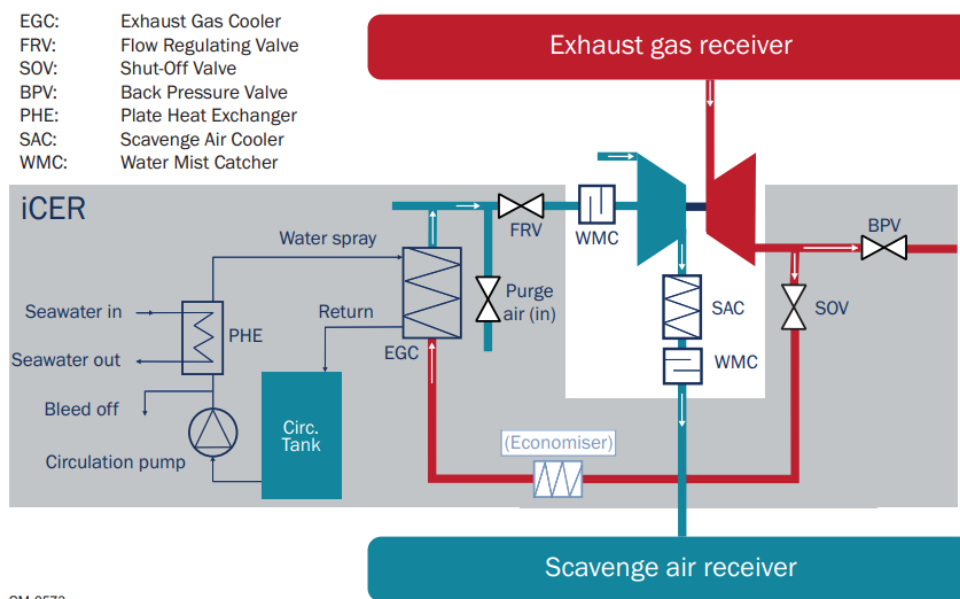 EGC: Exhaust Gas Cooler
FRV: Flow Regulating Valve
SOV: Shut-Off Valve
BPV: Back Pressure Valve
PHE: Plate Heat Exchanger
SAC: Scavenge Air Cooler
WMC: Water Mist Catcher
Exhaust gas receiver
iCER
Water spray
FRV
WMC
BPV
Seawater in
PHE
Return
Purge
air (in)
SAC
SOV
Seawater out
EGC
WMC
Bleed off
Circ.
Tank
(Economiser)
Circulation pump
Scavenge air receiver